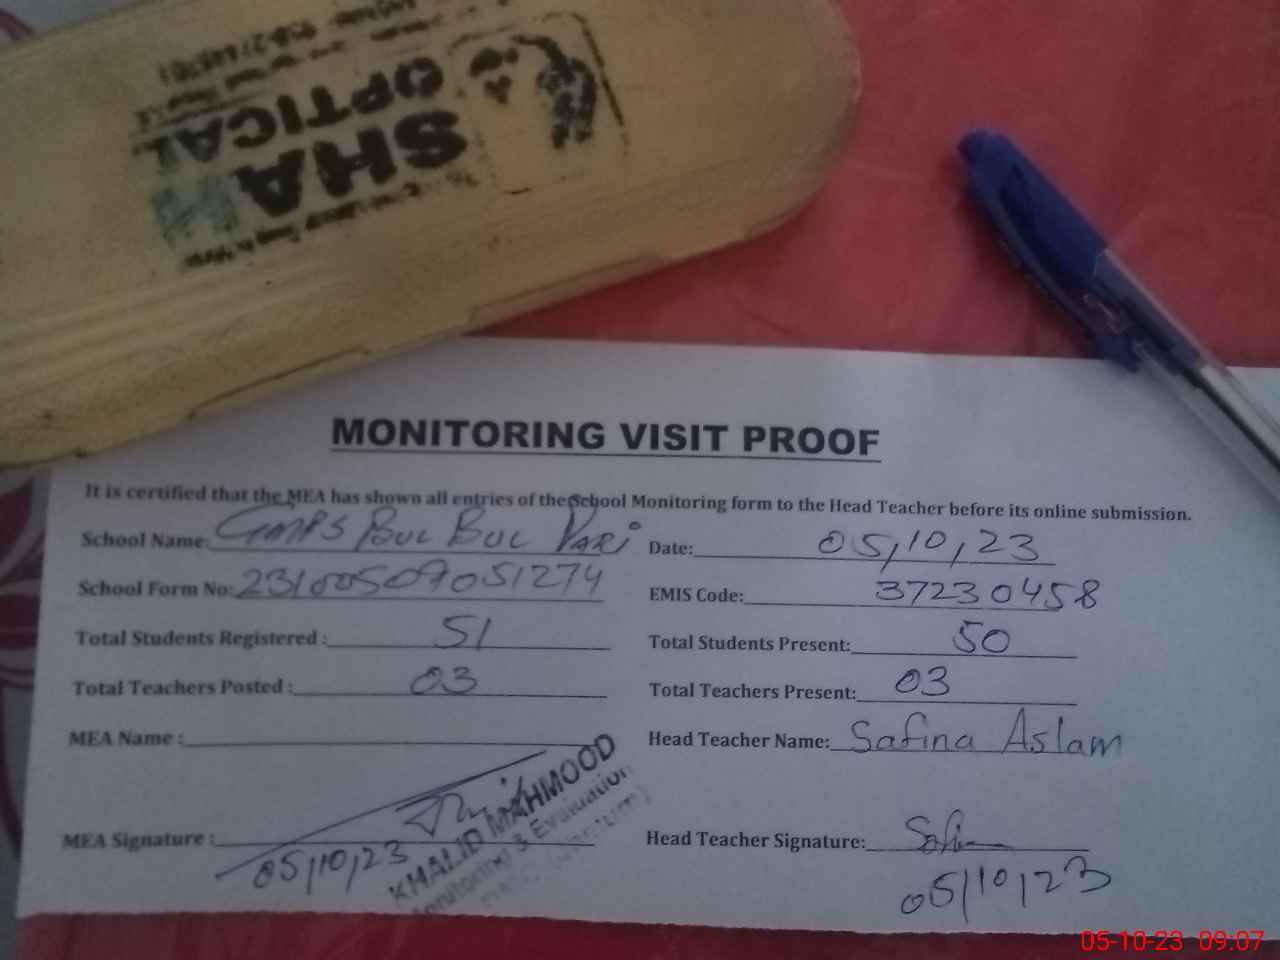 SHA
OPTICAL
MONITORING VISIT PROOF
It is certified that the MEA has shown all entries of the School Monitoring form to the Head Teacher before its online submission.
School Name: GMPS BUL BUL VARi Date: 05,10,23
School Form No: EMIS Code: 37230458
Total Students Registered : 51 Total Students Present: 50
Total Teachers Posted : 03 Total Teachers Present: 03
MEA Name : Head Teacher Name: Safina Aslam
KHALID MAHMOOD
Monitoring & Evaluation
MEA Signature : Head Teacher Signature: Safina
05/10/23 05/10/23
05-10-23 09:07